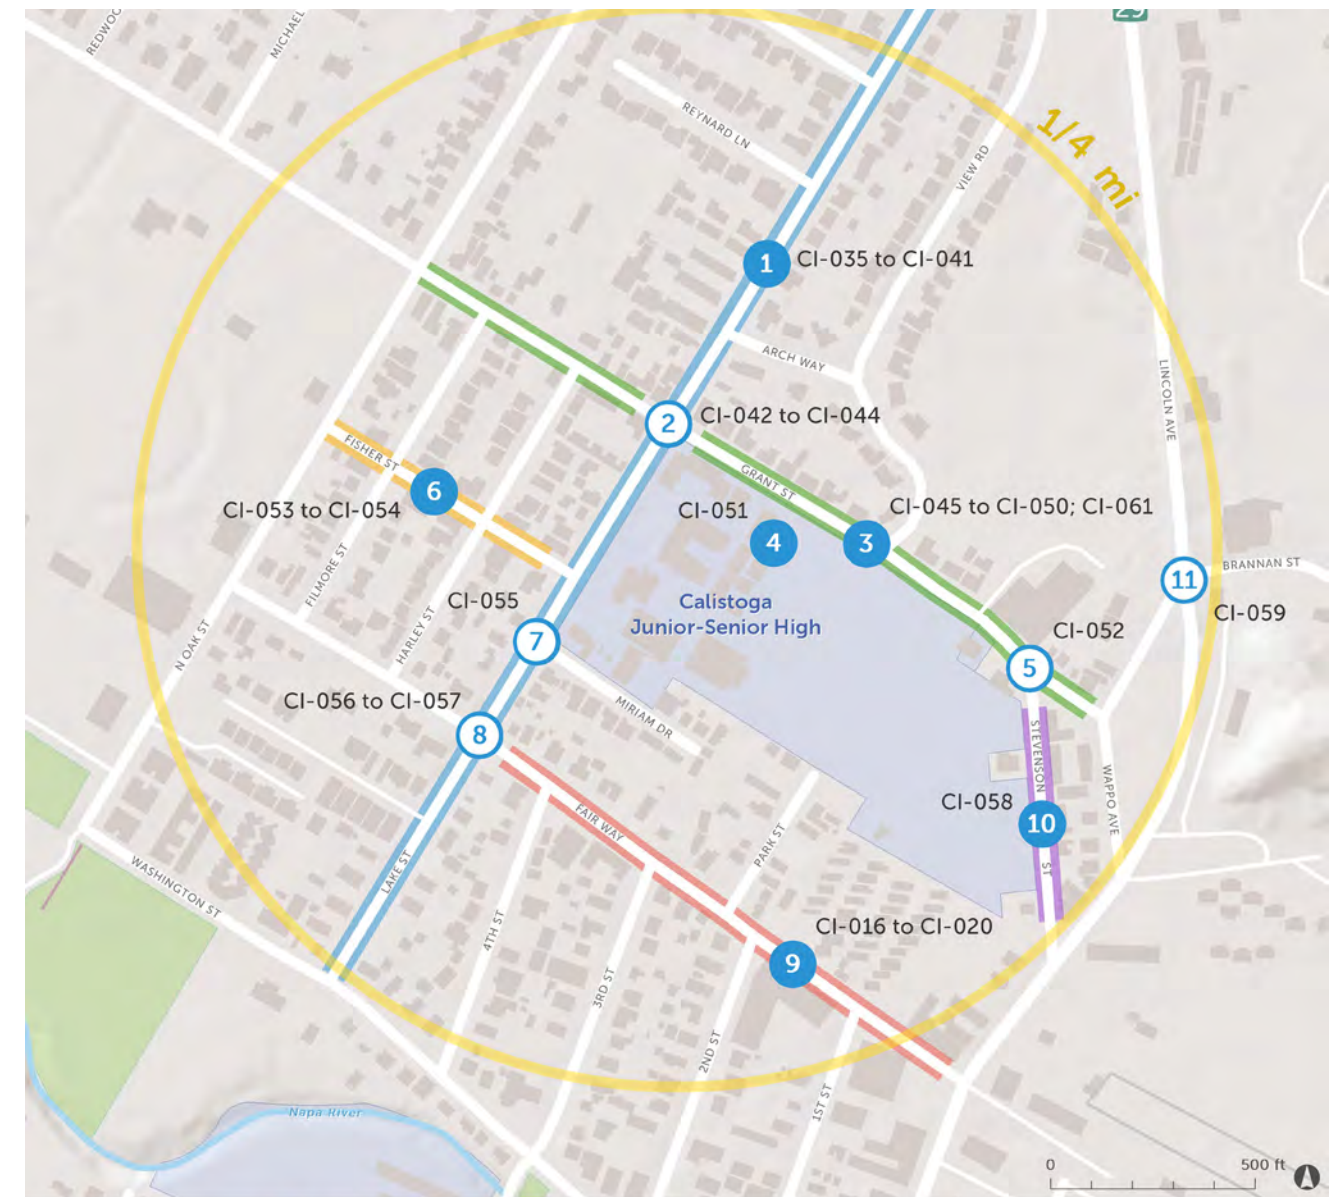 29
REDWOO
MICHAEL
REYNARD LN
1/4 mi
VIEW RD
1
CI-035 to CI-041
ARCH WAY
LINCOLN AVE
2
CI-042 to CI-044
FISHER ST
GRANT ST
6
CI-053 to CI-054
CI-051
4
3
CI-045 to CI-050; CI-061
FILMORE ST
HARLEY ST
N OAK ST
CI-055
7
Calistoga
Junior-Senior High
CI-052
5
11
BRANNAN ST
CI-059
CI-056 to CI-057
8
MIRIAM DR
STEVENSON
ST
WAPPO AVE
CI-058
10
FAIR WAY
PARK ST
WASHINGTON ST
LAKE ST
4TH ST
3RD ST
2ND ST
1ST ST
CI-016 to CI-020
9
Napa River
0
500 ft